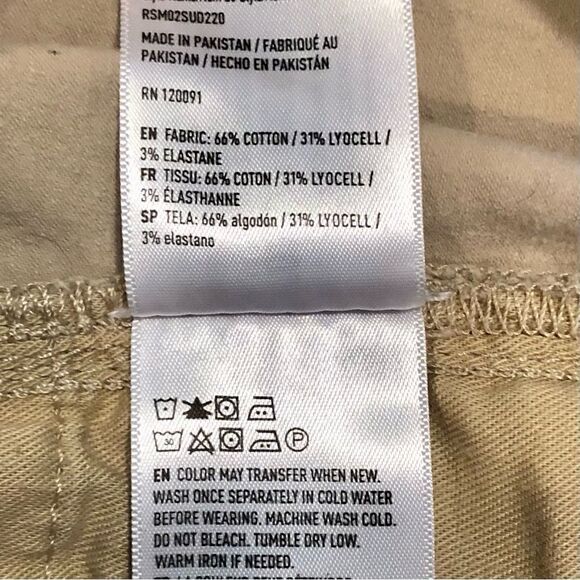 RSM02SUD220
MADE IN PAKISTAN / FABRIQUÉ AU
PAKISTAN / HECHO EN PAKISTÁN
RN 120091
EN FABRIC: 66% COTTON / 31% LYOCELL /
3% ELASTANE
FR TISSU: 66% COTON / 31% LYOCELL /
3% ÉLASTHANNE
SP TELA: 66% algodón / 31% LYOCELL /
3% elastano
30 P
EN COLOR MAY TRANSFER WHEN NEW.
WASH ONCE SEPARATELY IN COLD WATER
BEFORE WEARING. MACHINE WASH COLD.
DO NOT BLEACH. TUMBLE DRY LOW.
WARM IRON IF NEEDED.